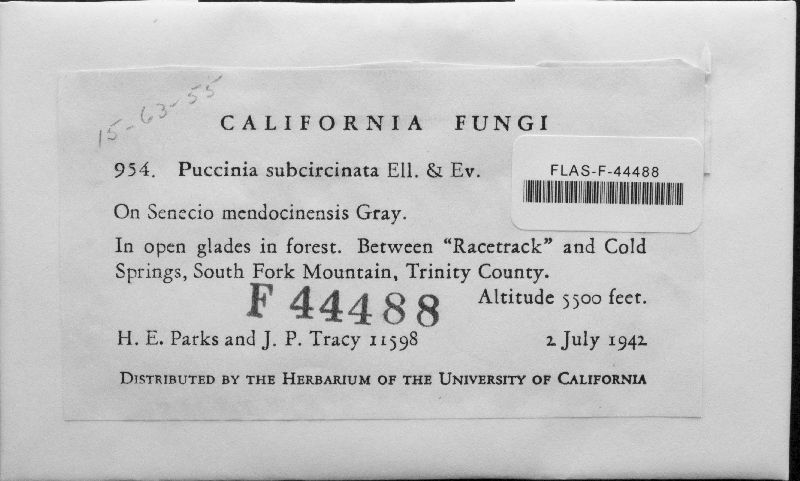 15-63-55
CALIFORNIA FUNGI
954. Puccinia subcircinata Ell. & Ev.
FLAS-F-44488
On Senecio mendocinensis Gray.
In open glades in forest. Between “Racetrack” and Cold
Springs, South Fork Mountain, Trinity County.
F 44488
Altitude 5500 feet.
H. E. Parks and J. P. Tracy 11598 2 July 1942
DISTRIBUTED BY THE HERBARIUM OF THE UNIVERSITY OF CALIFORNIA